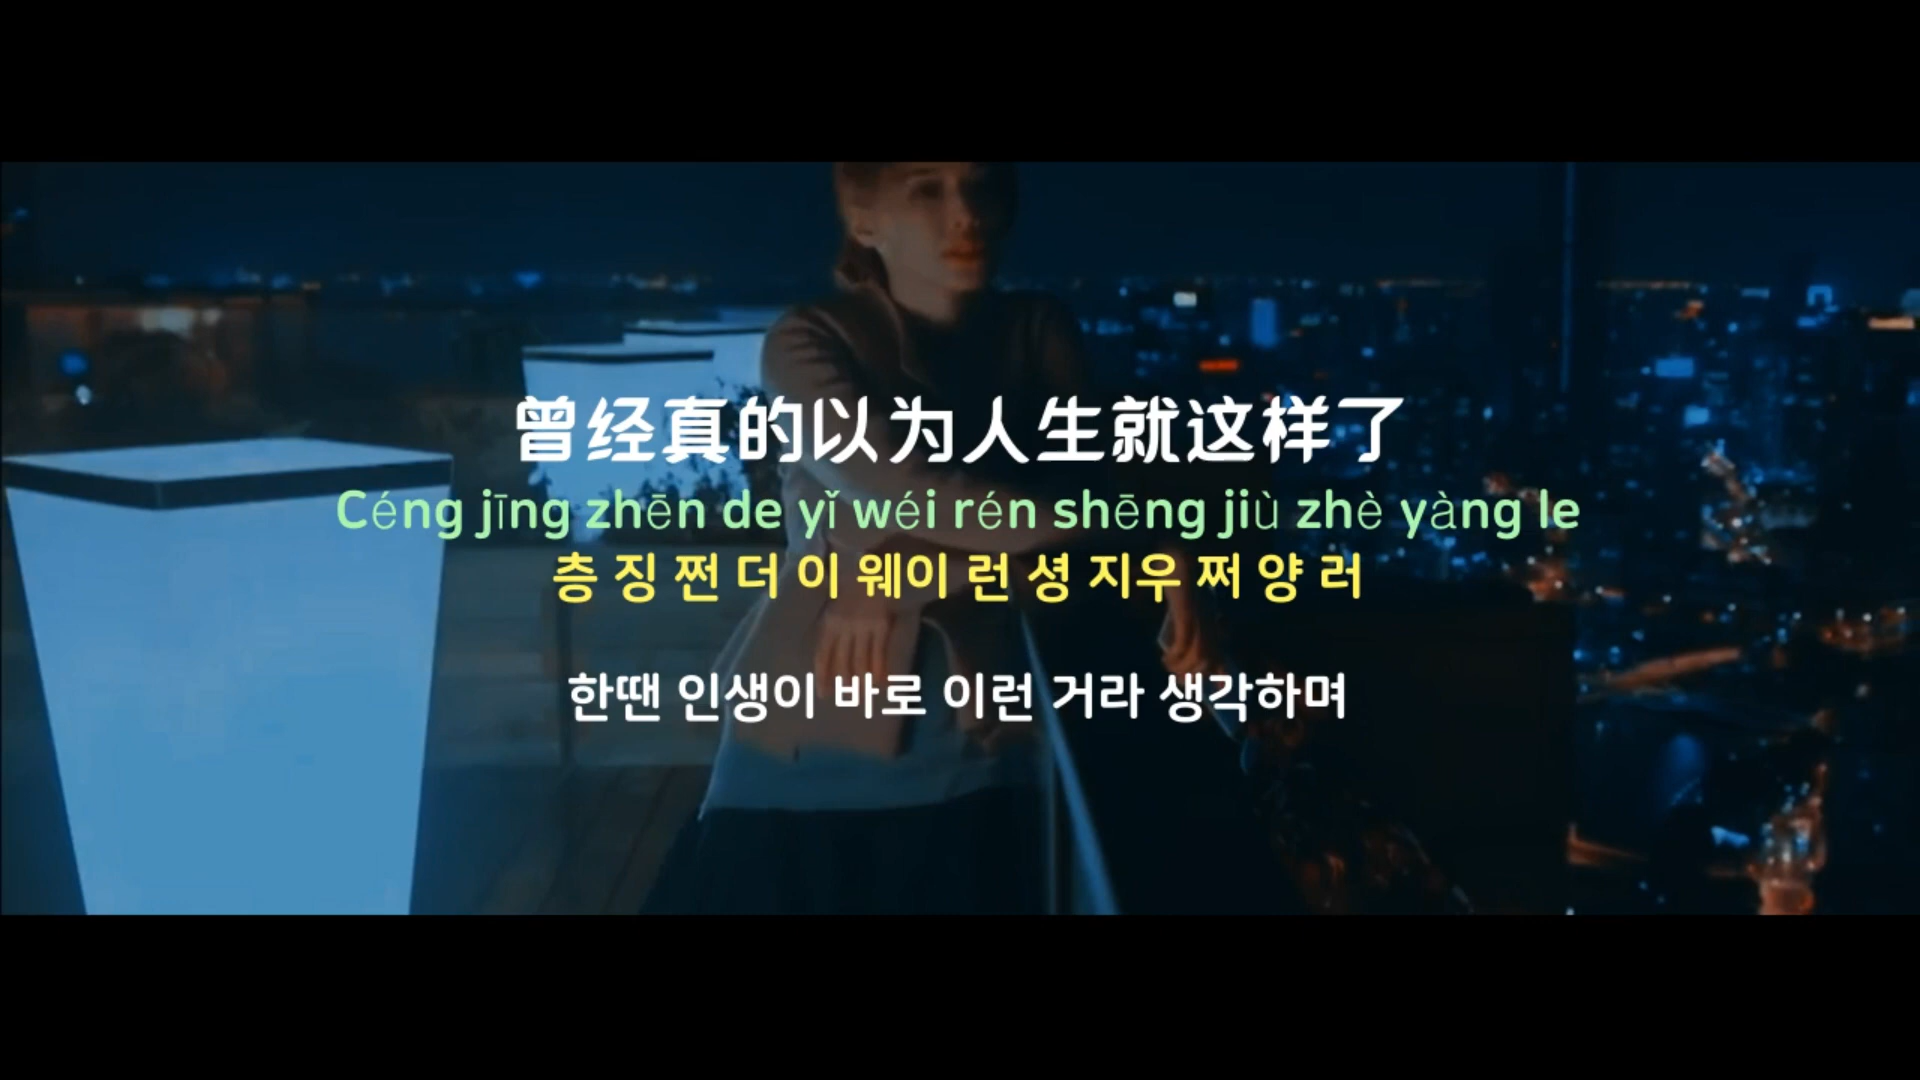 曾经真的以为人生就这样了
Céng jīng zhēn de yǐ wéi rén shēng jiù zhè yàng le
층 징 쩐 더 이 웨이 런 셩 지우 쩌 양 러
한땐 인생이 바로 이런 거라 생각하며